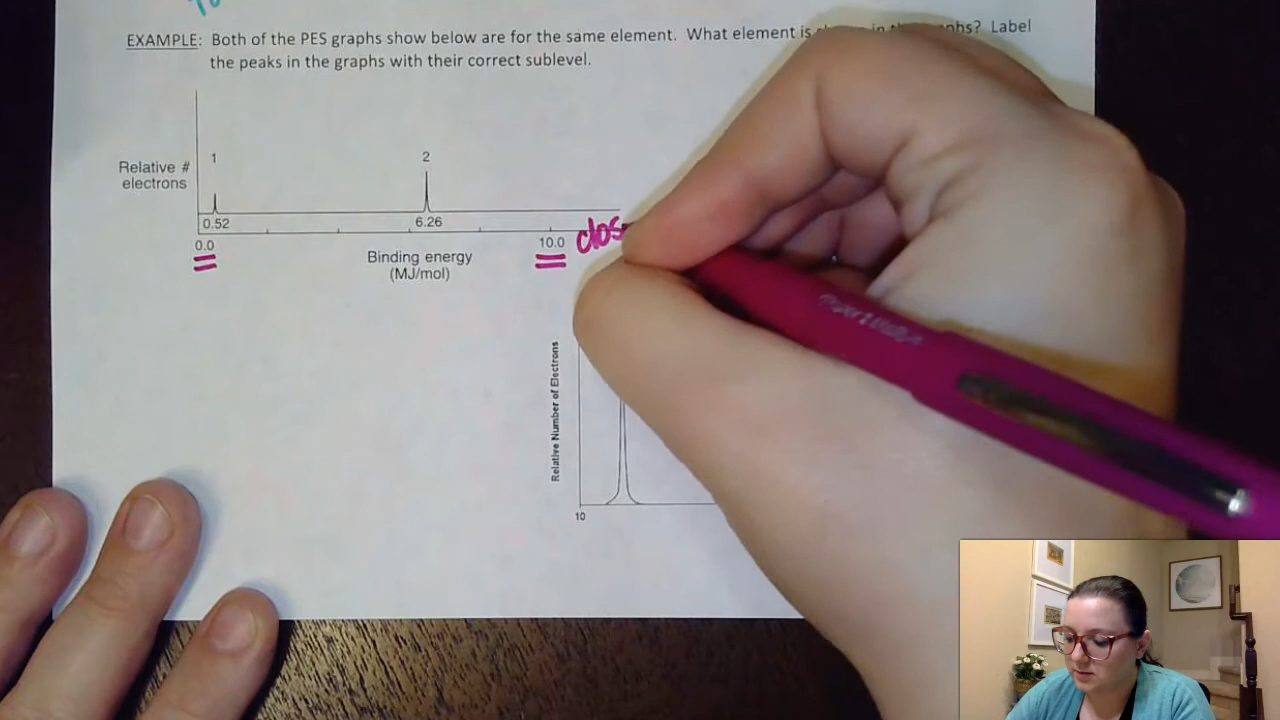 EXAMPLE: Both of the PES graphs show below are for the same element. What element is in Label
the peaks in the graphs with their correct sublevel.
Relative #
electrons
1
2
0.52
6.26
0.0
10.0
clos
Binding energy
(MJ/mol)
Relative Number of Electrons
10